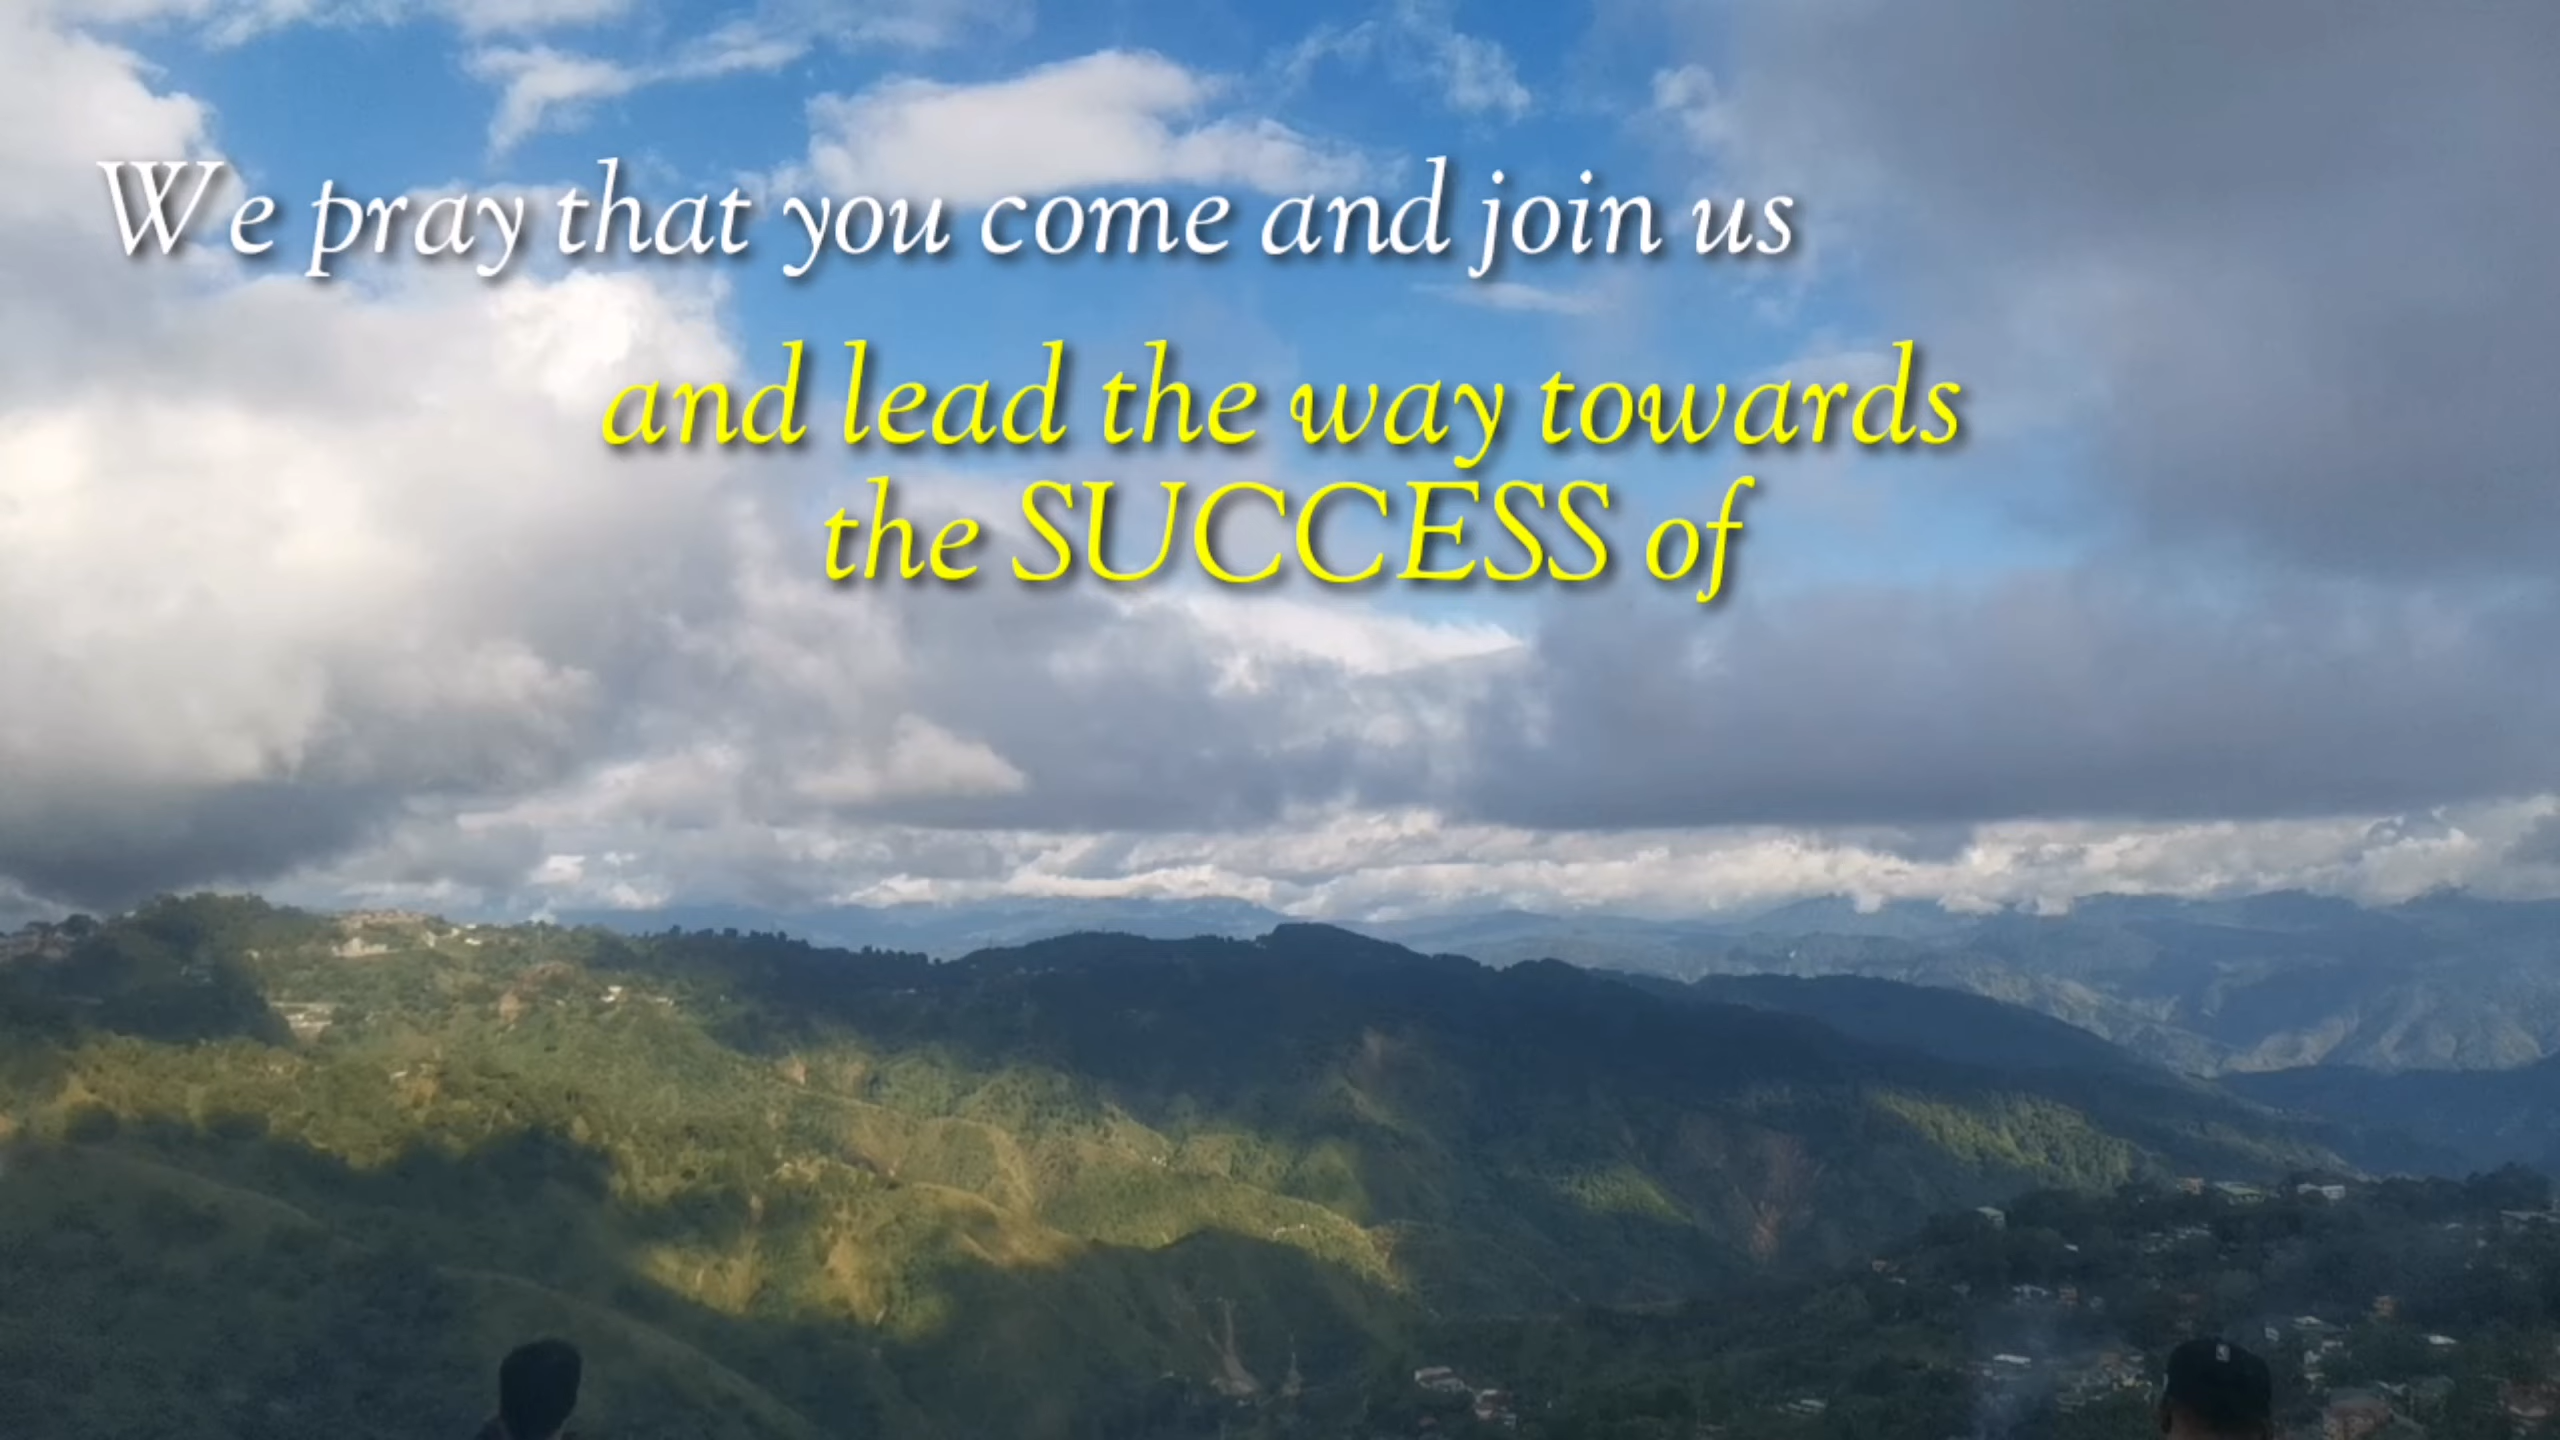 We pray that you come and join us
and lead the way towards
the SUCCESS of